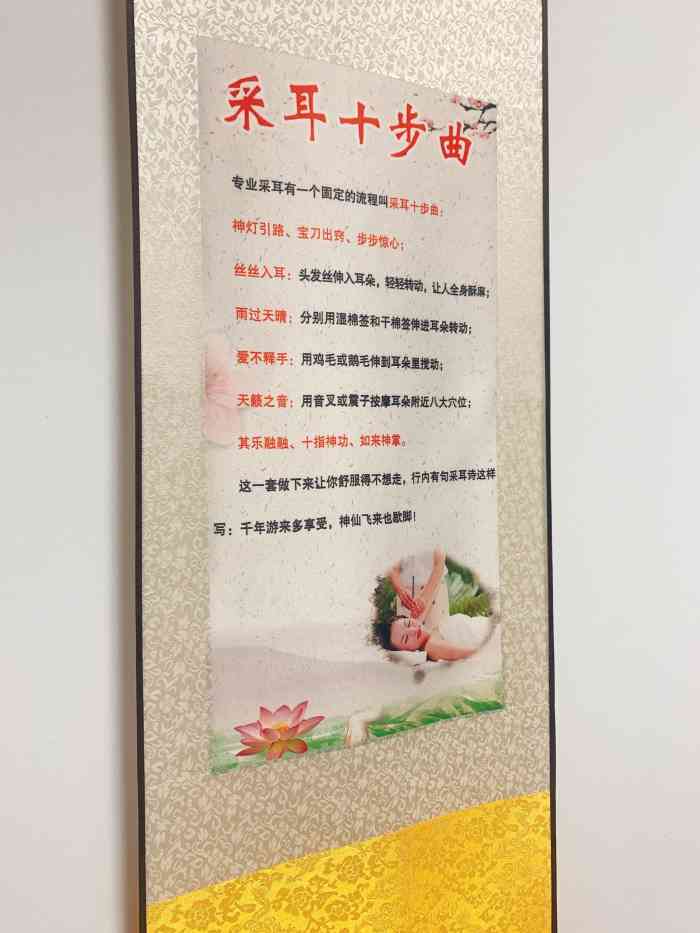 采耳十步曲
专业采耳有一个固定的流程叫采耳十步曲：
神灯引路、宝刀出窍、步步惊心；
丝丝入耳：头发丝伸入耳朵，轻轻转动，让人全身酥麻；
雨过天晴：分别用湿棉签和干棉签伸进耳朵转动；
爱不释手：用鸡毛或鹅毛伸到耳朵里搅动；
天籁之音：用音叉或震子按摩耳朵附近八大穴位；
其乐融融、十指神功、如来神掌。
这一套做下来让你舒服得不想走，行内有句采耳诗这样
写：千年游来多享受，神仙飞来也歇脚！